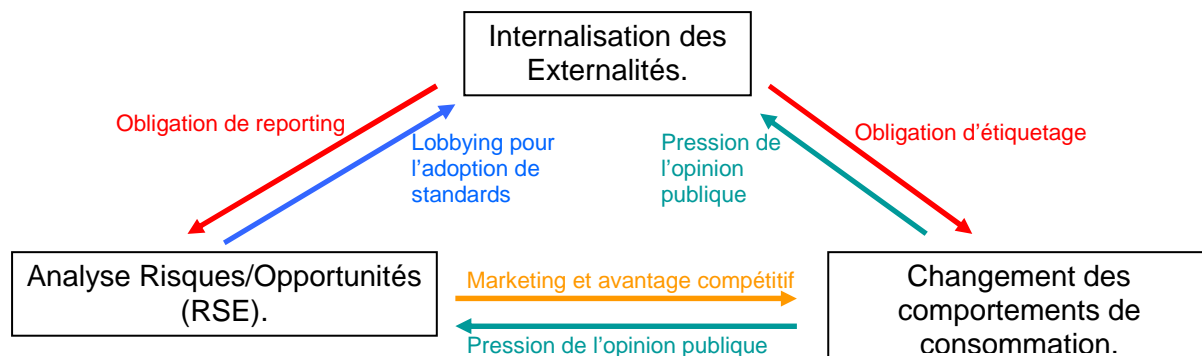 Internalisation des
Externalités.
Obligation de reporting
Lobbying pour
l'adoption de
standards
Pression de
l'opinion
publique
Obligation d'étiquetage
Analyse Risques/Opportunités
(RSE).
Marketing et avantage compétitif
Pression de l'opinion publique
Changement des
comportements de
consommation.